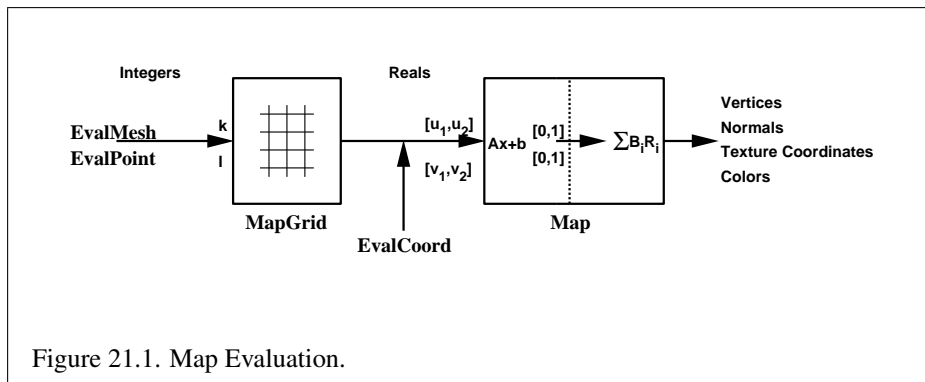 Integers
Reals
EvalMesh
EvalPoint
k
l
MapGrid
[u1,u2]
[v1,v2]
EvalCoord
Ax+b
[0,1]
[0,1]
ΣBiRi
Map
Vertices
Normals
Texture Coordinates
Colors
Figure 21.1. Map Evaluation.